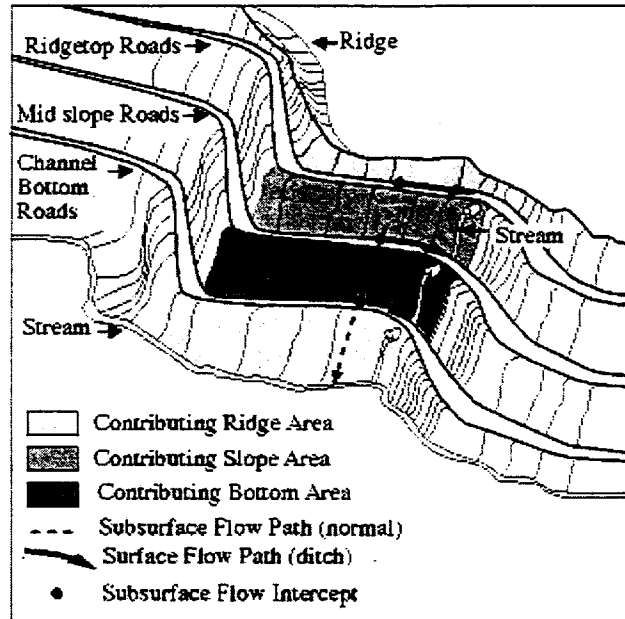 Ridgetop Roads
Ridge
Mid slope Roads
Channel
Bottom
Roads
Stream
Stream
Contributing Ridge Area
Contributing Slope Area
Contributing Bottom Area
Subsurface Flow Path (normal)
Surface Flow Path (ditch)
Subsurface Flow Intercept